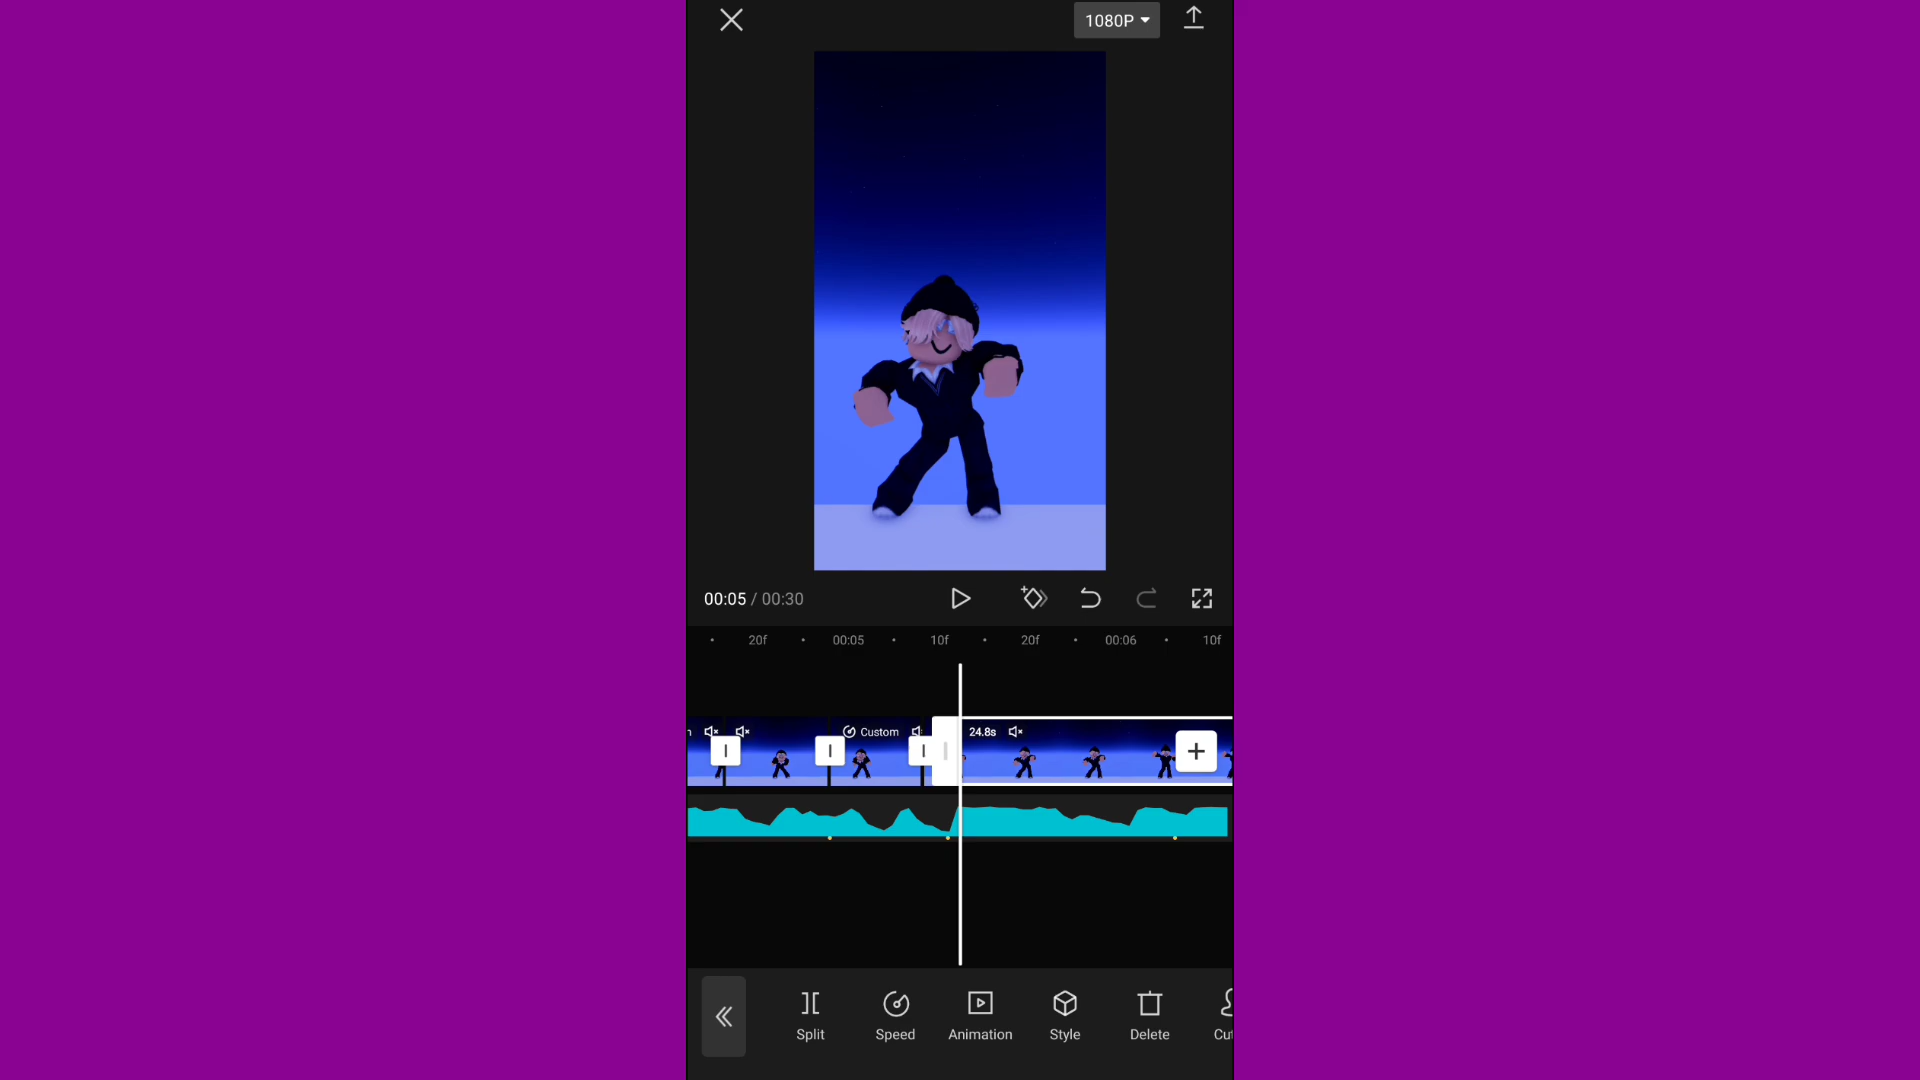 1080P
00:05 / 00:30
20f 00:05 10f 20f 00:06 10f
Custom 24.8s
Split Speed Animation Style Delete